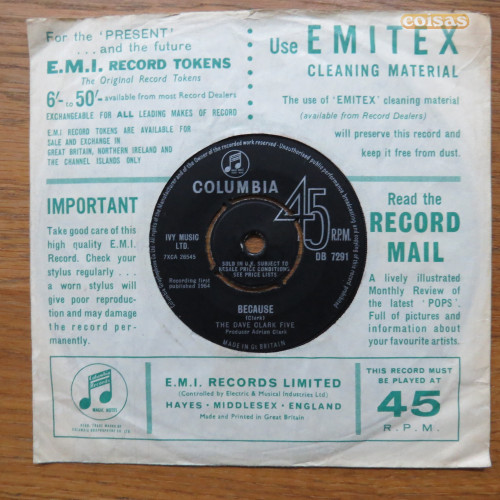 coisas
For the 'PRESENT'
...and the future
E.M.I. RECORD TOKENS
The Original Record Tokens
6/- to 50/- available from most Record Dealers
EXCHANGEABLE FOR ALL LEADING MAKES OF RECORD
E.M.I. RECORD TOKENS ARE AVAILABLE FOR
SALE AND EXCHANGE IN
GREAT BRITAIN, NORTHERN IRELAND AND
THE CHANNEL ISLANDS ONLY
Use EMITEX
CLEANING MATERIAL
The use of 'EMITEX' cleaning material
(available from Record Dealers)
will preserve this record and
keep it free from dust.
IMPORTANT
Take good care of this
high quality E.M.I.
Record. Check your
stylus regularly...
a worn stylus will
give poor reproduction
and may damage
the record permanently.
COLUMBIA
45
R.P.M.
IVY MUSIC
LTD.
7XCA 26545
SOLD IN U.K. SUBJECT TO
RESALE PRICE CONDITIONS,
SEE PRICE LISTS
DB 7291
Recording first
published 1964
BECAUSE
(Clark)
THE DAVE CLARK FIVE
Producer Adrian Clark
MADE IN GT BRITAIN
Read the
RECORD
MAIL
A lively illustrated
Monthly Review of
the latest 'POPS'.
Full of pictures and
information about
your favourite artists.
MAGIC NOTES
E.M.I. RECORDS LIMITED
(Controlled by Electric & Musical Industries Ltd)
HAYES · MIDDLESEX · ENGLAND
Made and Printed in Great Britain
THIS RECORD MUST
BE PLAYED AT
45
R.P.M.